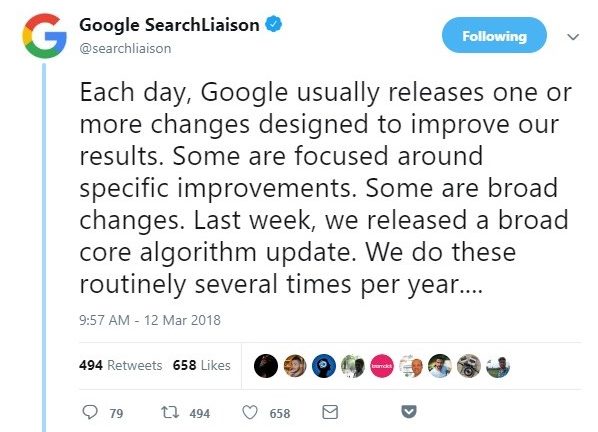 Google SearchLiaison
@searchliaison
Following
Each day, Google usually releases one or
more changes designed to improve our
results. Some are focused around
specific improvements. Some are broad
changes. Last week, we released a broad
core algorithm update. We do these
routinely several times per year....
9:57 AM - 12 Mar 2018
494 Retweets 658 Likes
79 494 658